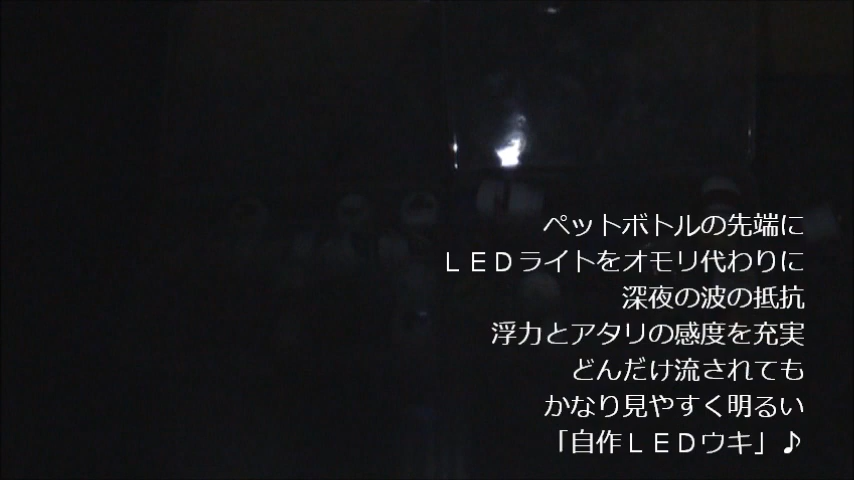 ペットボトルの先端に
ＬＥＤライトをオモリ代わりに
深夜の波の抵抗
浮力とアタリの感度を充実
どんだけ流されても
かなり見やすく明るい
「自作ＬＥＤウキ」♪